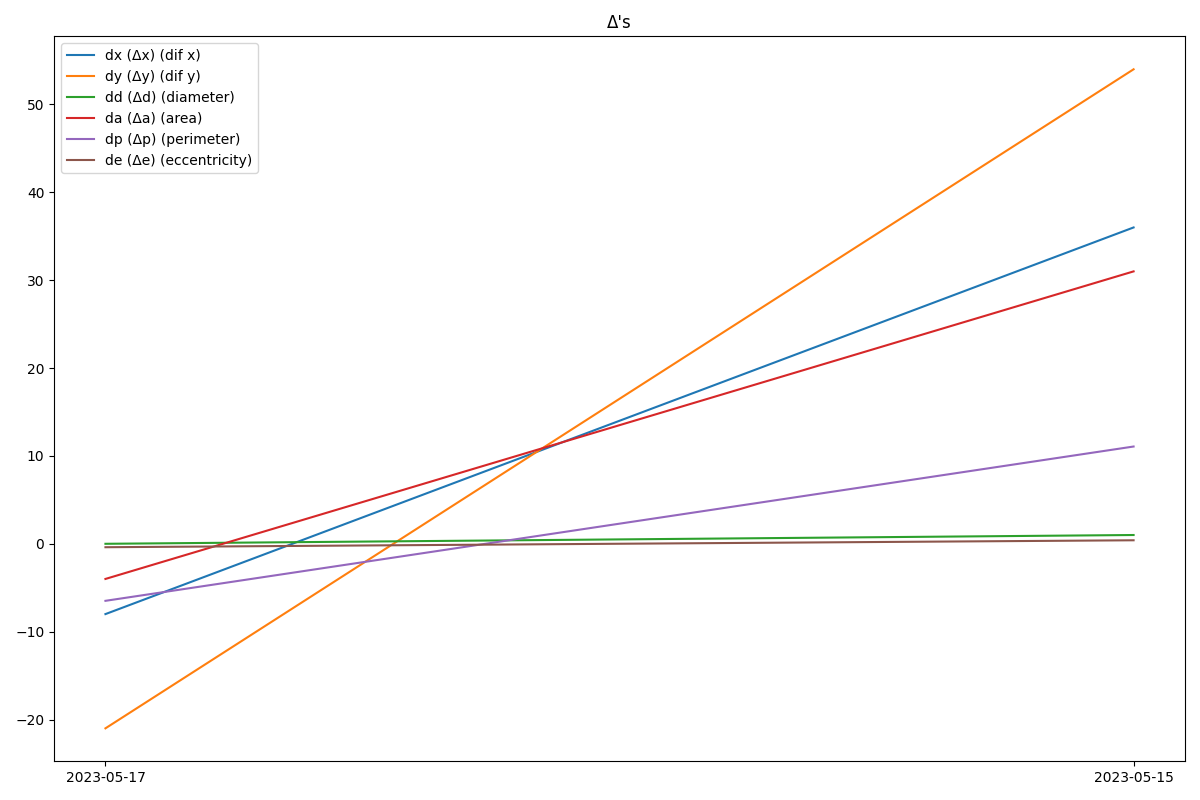 Δ's
dx (Δx) (dif x)
dy (Δy) (dif y)
dd (Δd) (diameter)
da (Δa) (area)
dp (Δp) (perimeter)
de (Δe) (eccentricity)
50
40
30
20
10
0
−10
−20
2023-05-17
2023-05-15